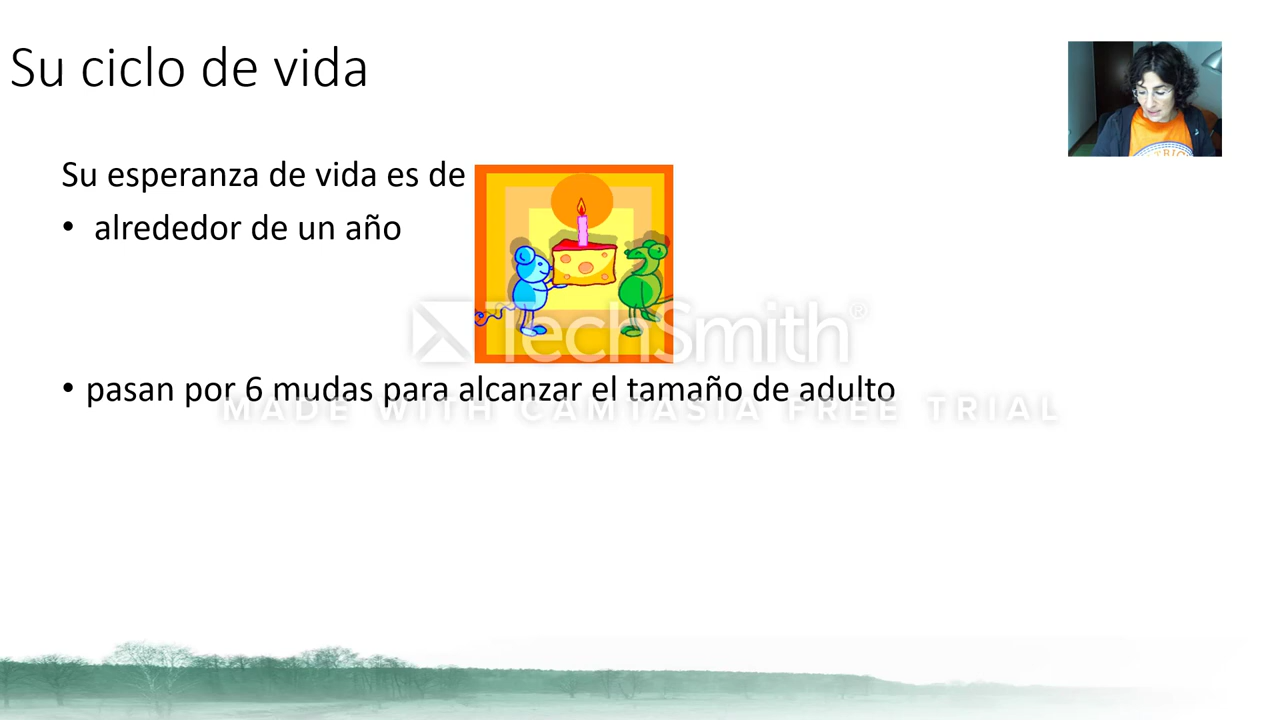 Su ciclo de vida
Su esperanza de vida es de
• alrededor de un año
TechSmith®
• pasan por 6 mudas para alcanzar el tamaño de adulto
MADE WITH CAMTASIA FREE TRIAL
TRIC